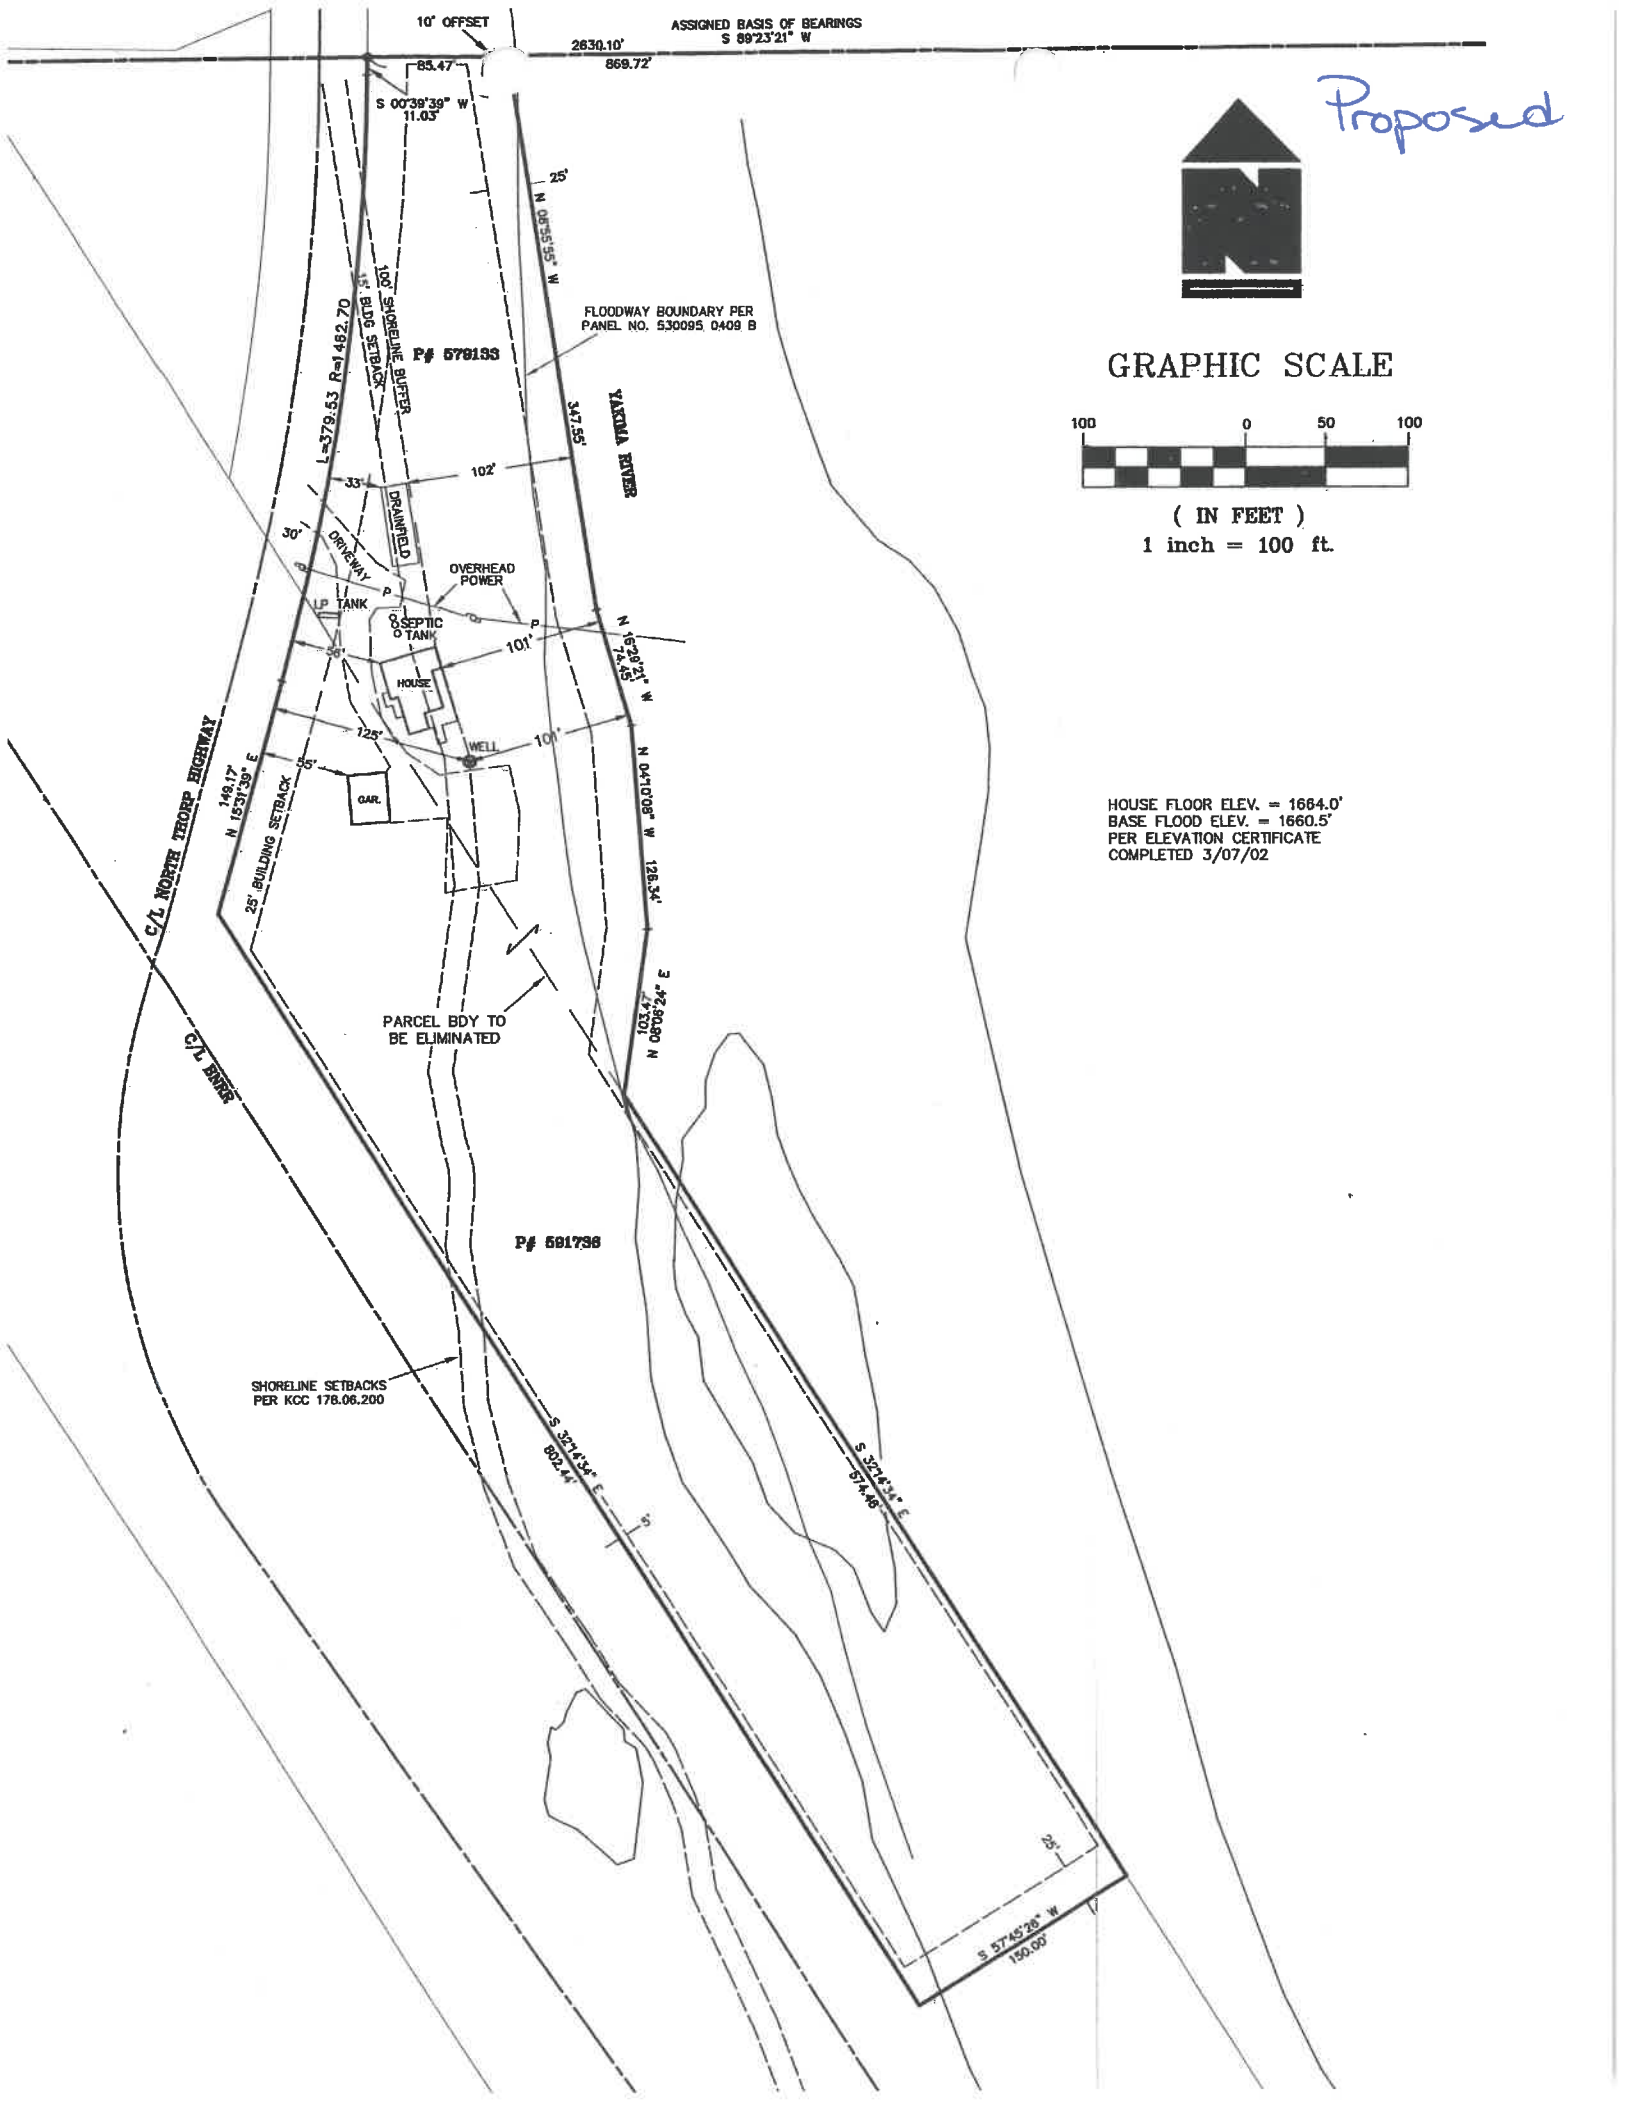 10' OFFSET
ASSIGNED BASIS OF BEARINGS
S 89°23'21" W
2630.10'
869.72'
85.47'
S 00°39'39" W
11.03'
Proposed
25'
N 08°55'55" W
347.55'
15' BLDG SETBACK
100' SHORELINE BUFFER
L=379.53 R=1462.70
FLOODWAY BOUNDARY PER
PANEL NO. 530095 0409 B
P# 579133
YAKIMA RIVER
GRAPHIC SCALE
100 0 50 100
( IN FEET )
1 inch = 100 ft.
102'
33'
DRAINFIELD
30'
DRIVEWAY
OVERHEAD
POWER
P
P
LP TANK
SEPTIC
TANK
N 16°29'21" W
74.45'
101'
56'
HOUSE
125'
WELL
101'
55'
GAR.
N 04°10'08" W 126.34'
149.17'
N 15°31'39" E
25' BUILDING SETBACK
C/L NORTH THORP HIGHWAY
HOUSE FLOOR ELEV. = 1664.0'
BASE FLOOD ELEV. = 1660.5'
PER ELEVATION CERTIFICATE
COMPLETED 3/07/02
103.47'
N 08°06'24" E
PARCEL BDY TO
BE ELIMINATED
C/L BNRR
P# 591736
SHORELINE SETBACKS
PER KCC 17B.06.200
S 32°14'34" E
802.44'
S 32°14'34" E
574.48'
5'
25'
S 57°45'26" W
150.00'